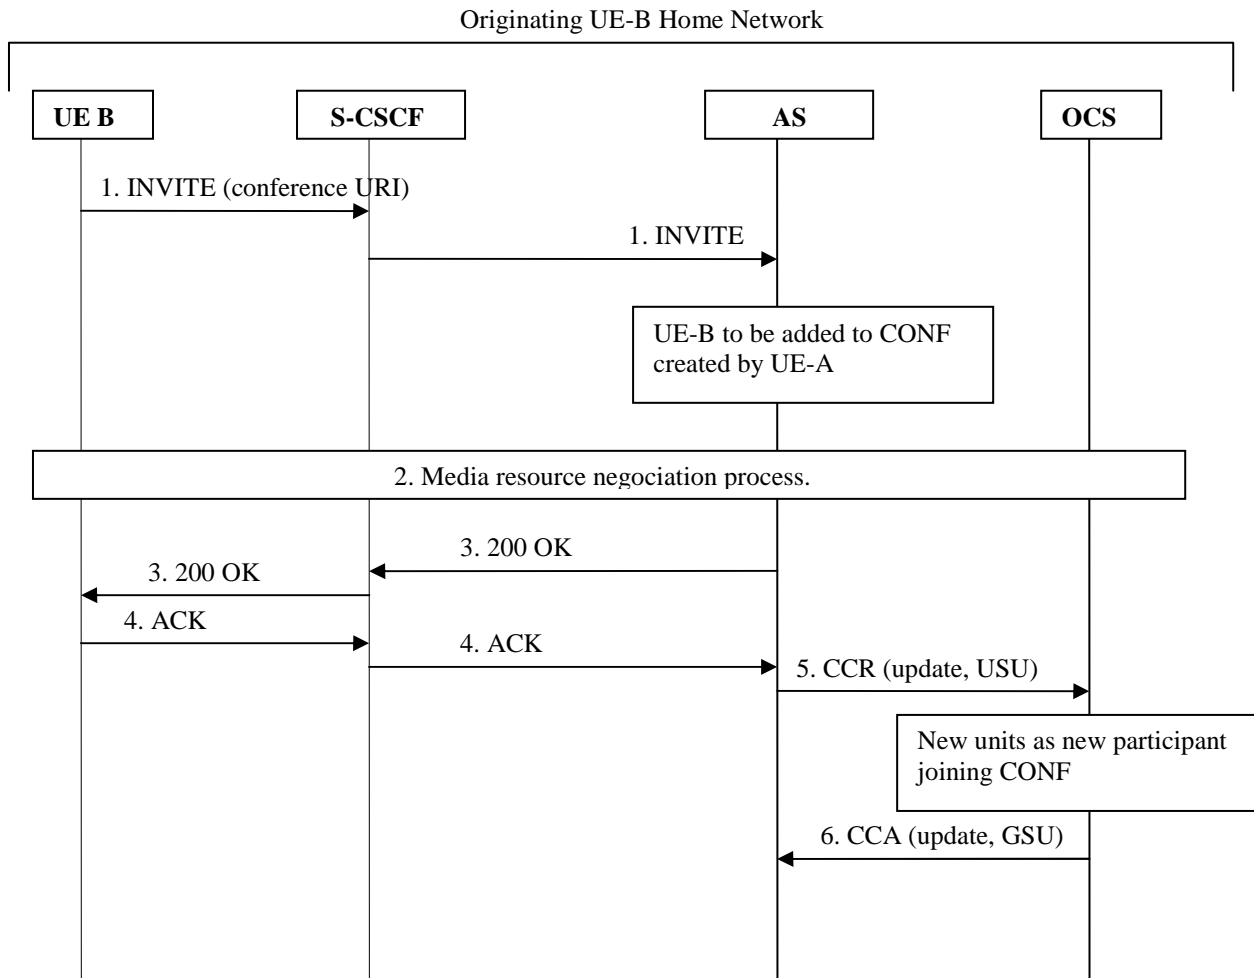 Originating UE-B Home Network
UE B
S-CSCF
AS
OCS
1. INVITE (conference URI)
1. INVITE
UE-B to be added to CONF
created by UE-A
2. Media resource negociation process.
3. 200 OK
3. 200 OK
4. ACK
4. ACK
5. CCR (update, USU)
New units as new participant
joining CONF
6. CCA (update, GSU)